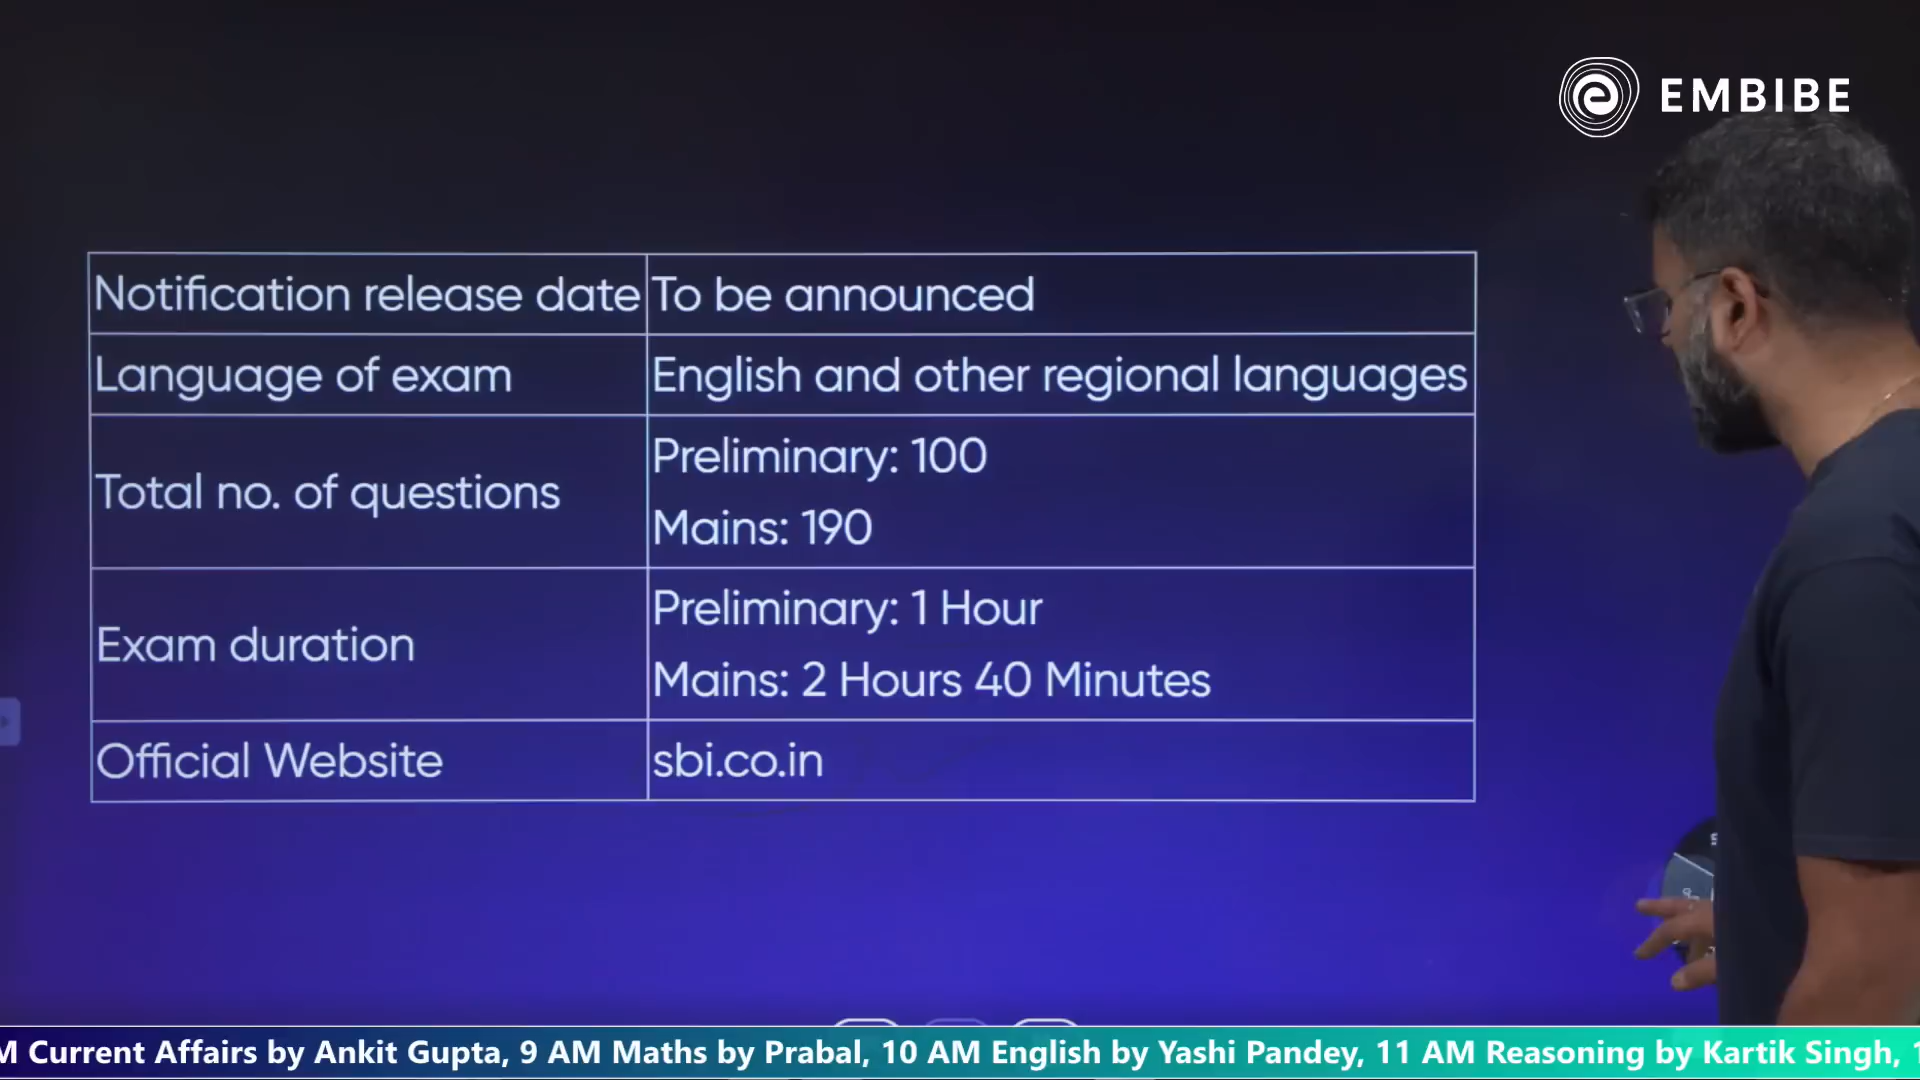 EMBIBE
Notification release date To be announced
Language of exam English and other regional languages
Total no. of questions Preliminary: 100
Mains: 190
Exam duration Preliminary: 1 Hour
Mains: 2 Hours 40 Minutes
Official Website sbi.co.in
M Current Affairs by Ankit Gupta, 9 AM Maths by Prabal, 10 AM English by Yashi Pandey, 11 AM Reasoning by Kartik Singh, 1